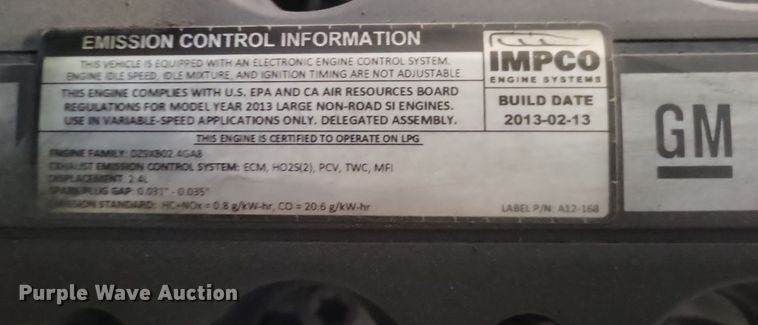 EMISSION CONTROL INFORMATION
THIS VEHICLE IS EQUIPPED WITH AN ELECTRONIC ENGINE CONTROL SYSTEM.
ENGINE IDLE SPEED, IDLE MIXTURE, AND IGNITION TIMING ARE NOT ADJUSTABLE.
THIS ENGINE COMPLIES WITH U.S. EPA AND CA AIR RESOURCES BOARD
REGULATIONS FOR MODEL YEAR 2013 LARGE NON-ROAD SI ENGINES.
USE IN VARIABLE-SPEED APPLICATIONS ONLY. DELEGATED ASSEMBLY.
IMPCO
ENGINE SYSTEMS
BUILD DATE
2013-02-13
THIS ENGINE IS CERTIFIED TO OPERATE ON LPG
ENGINE FAMILY: DZ9XB02.4GA8
EXHAUST EMISSION CONTROL SYSTEM: ECM, HO2S(2), PCV, TWC, MFI
DISPLACEMENT: 2.4L
SPARK PLUG GAP: 0.031" - 0.035"
EMISSION STANDARD: HC+NOx = 0.8 g/kW-hr, CO = 20.6 g/kW-hr
LABEL P/N: A12-168
GM
Purple Wave Auction